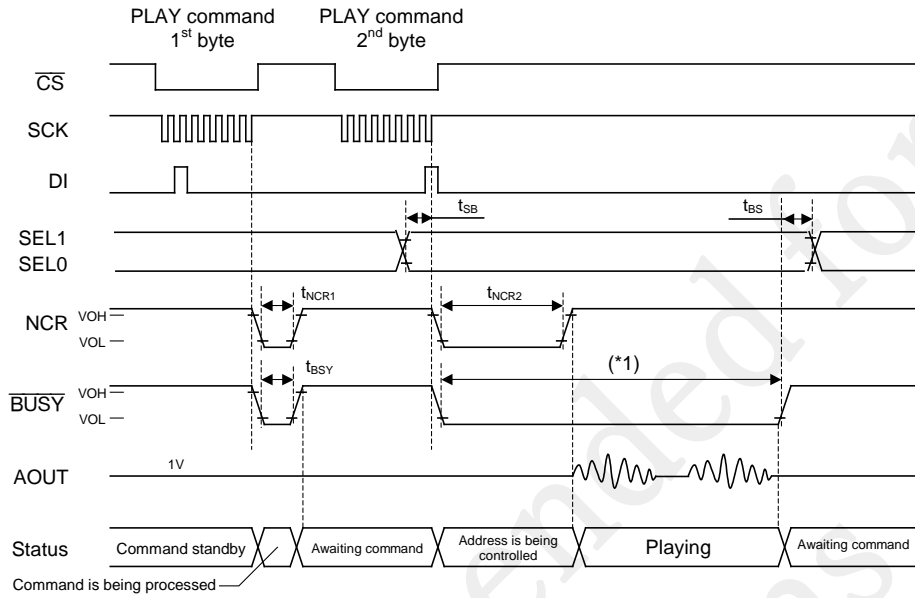 PLAY command
1st byte
PLAY command
2nd byte
CS
SCK
DI
tSB
tBS
SEL1
SEL0
NCR
VOH
VOL
tNCR1
tNCR2
BUSY
VOH
VOL
tBSY
(*1)
AOUT
1V
Status
Command standby
Awaiting command
Address is being
controlled
Playing
Awaiting command
Command is being processed
ended for